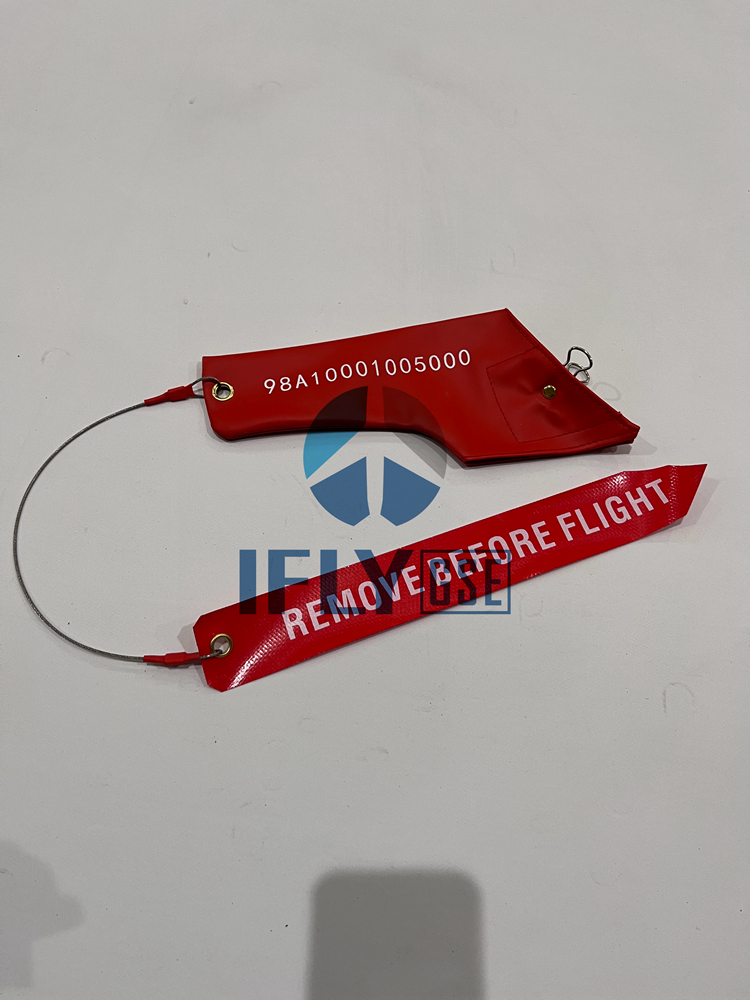 98A10001005000
REMOVE BEFORE FLIGHT
IFLY GSE